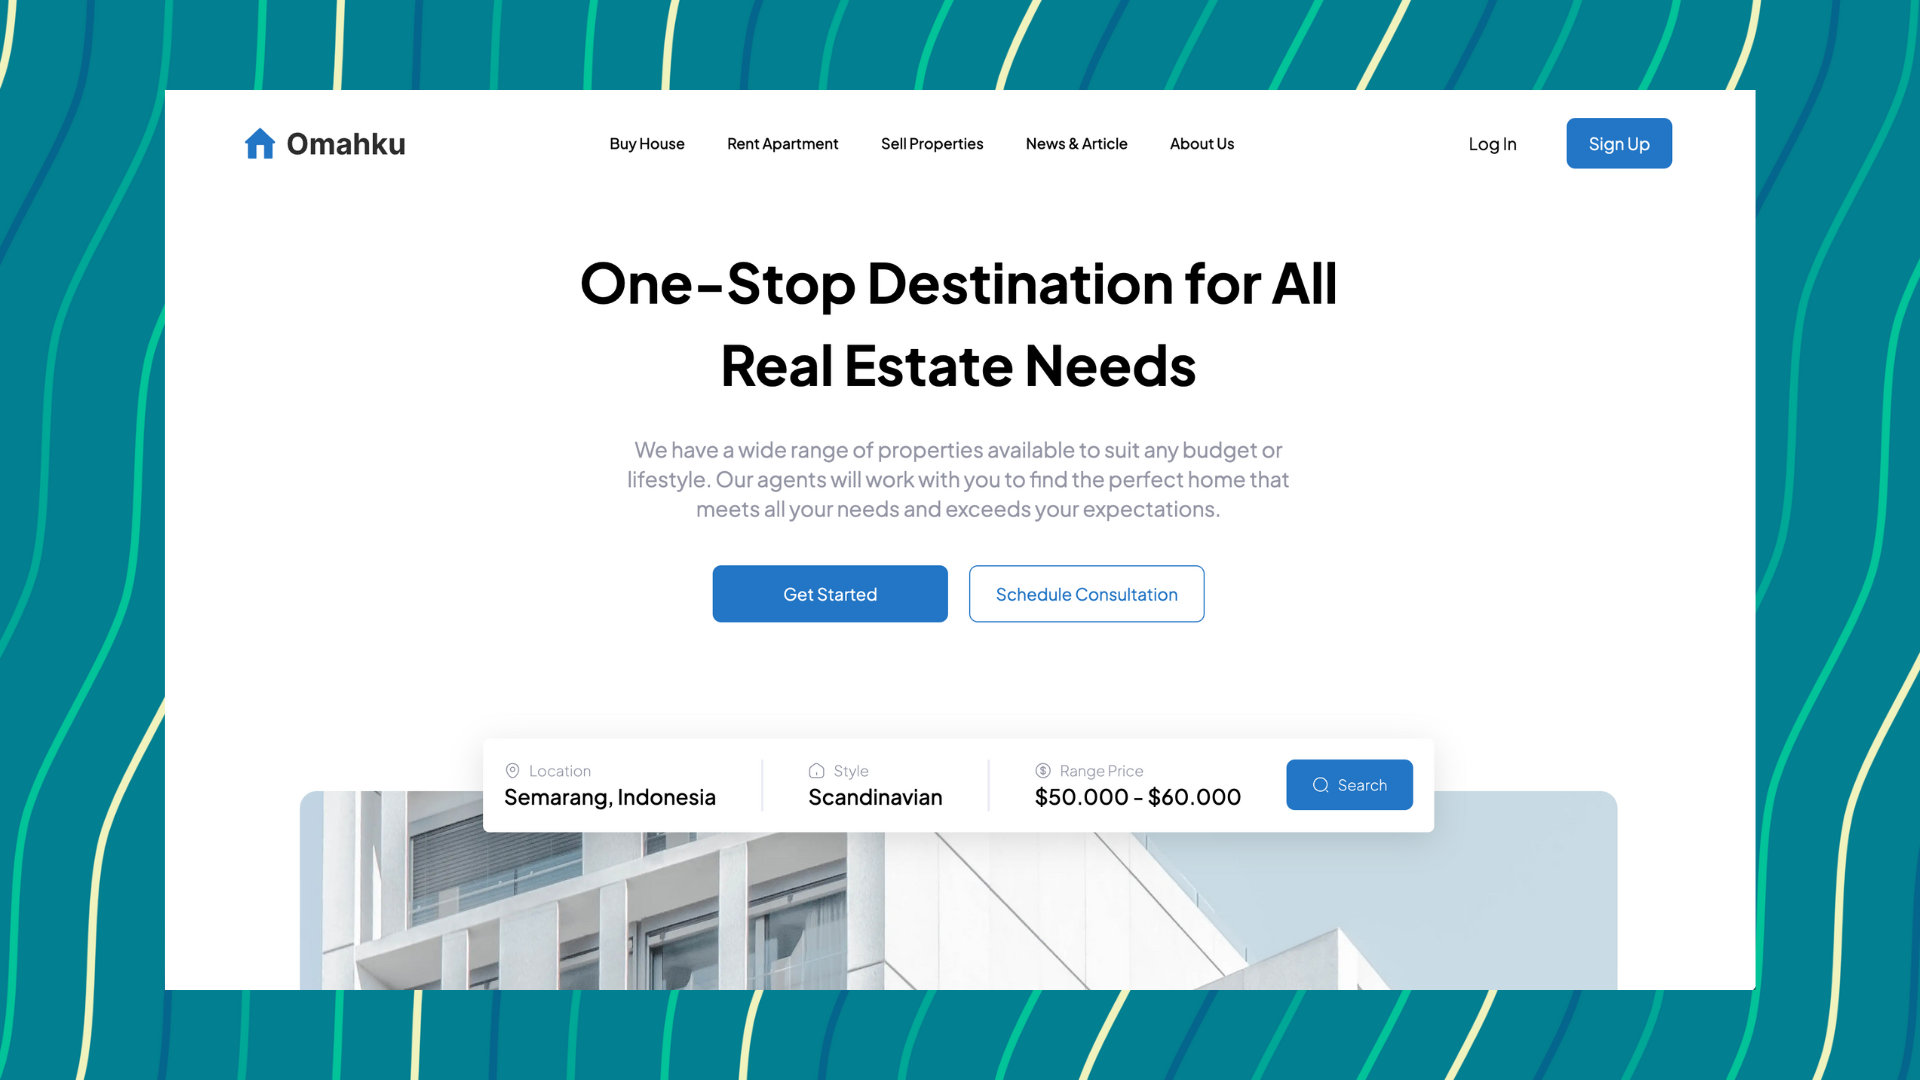 Omahku
Buy House
Rent Apartment
Sell Properties
News & Article
About Us
Log In
Sign Up
One-Stop Destination for All
Real Estate Needs
We have a wide range of properties available to suit any budget or
lifestyle. Our agents will work with you to find the perfect home that
meets all your needs and exceeds your expectations.
Get Started
Schedule Consultation
Location
Semarang, Indonesia
Style
Scandinavian
Range Price
$50.000 - $60.000
Search